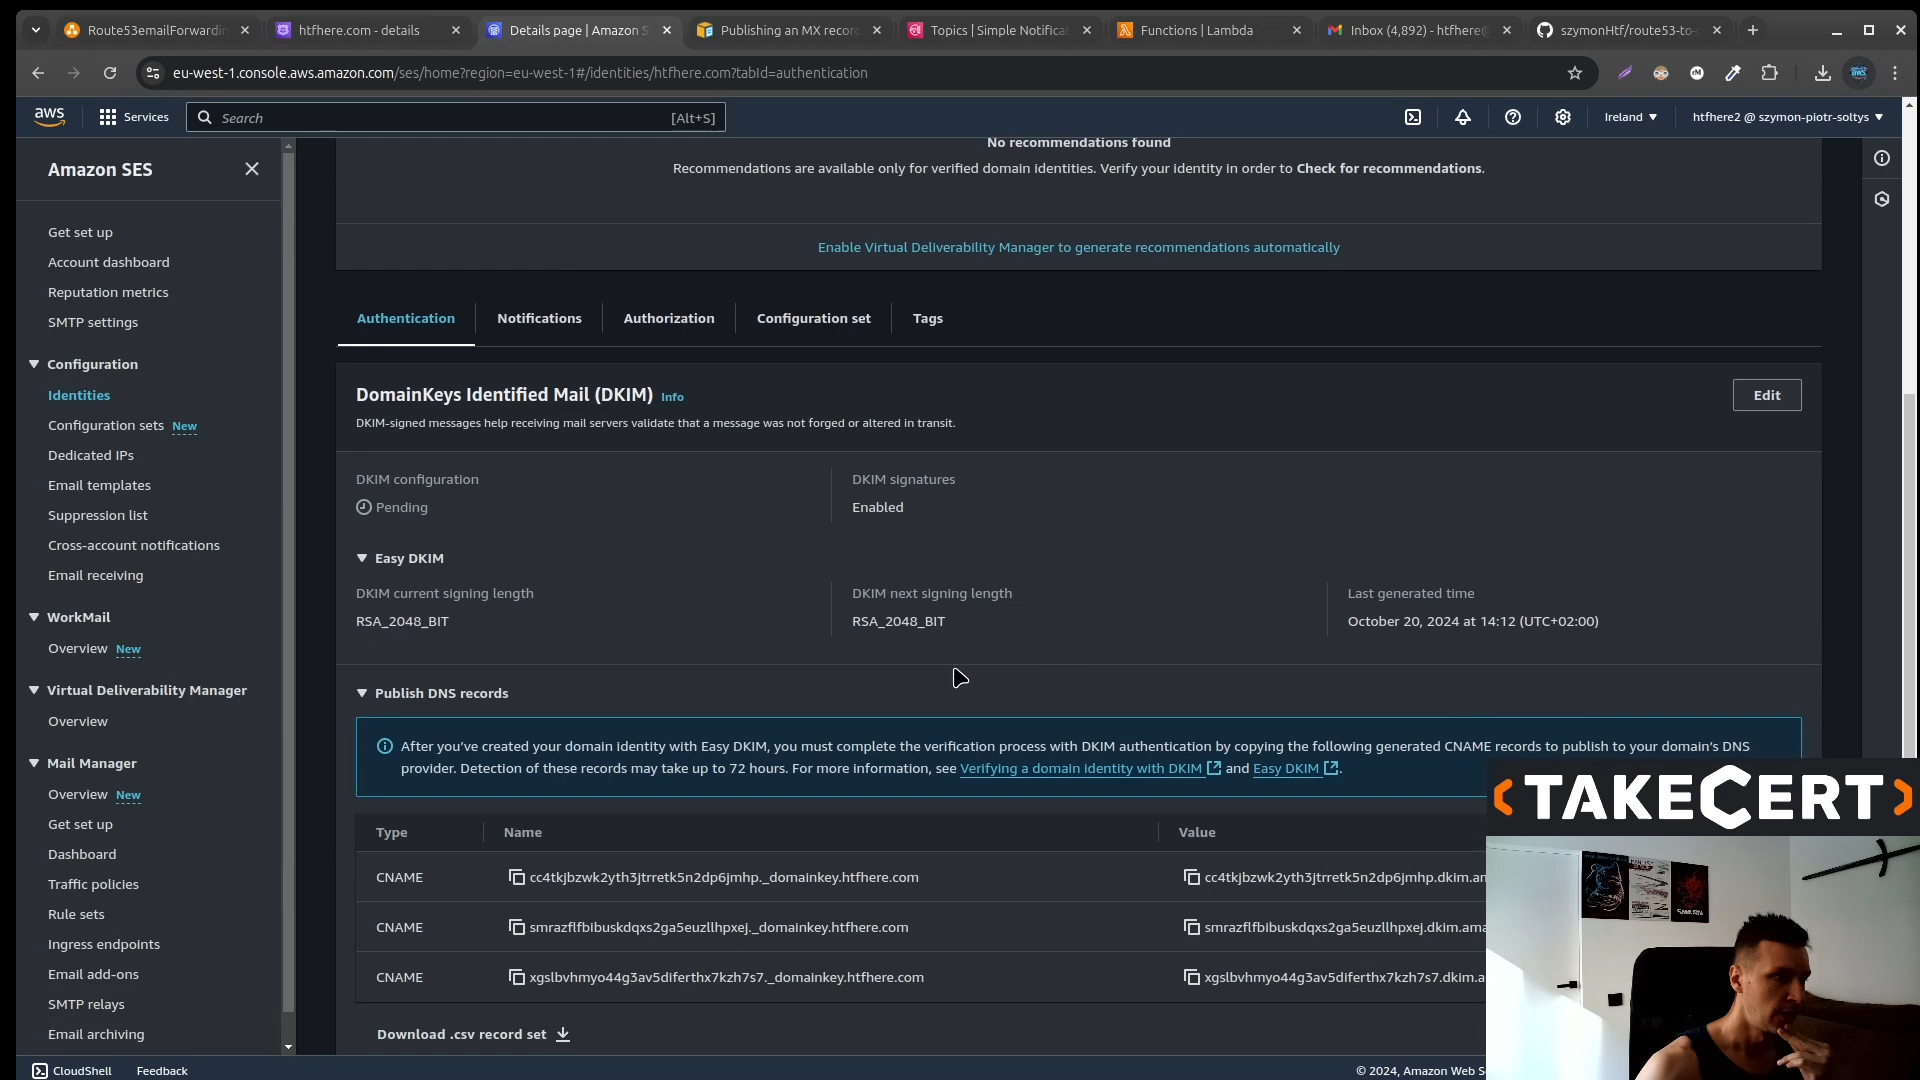 Route53emailForwardin
htfhere.com - details
Details page | Amazon S
Publishing an MX recor
Topics | Simple Notifica
Functions | Lambda
Inbox (4,892) - htfhere@
szymonHtf/route53-to-
eu-west-1.console.aws.amazon.com/ses/home?region=eu-west-1#/identities/htfhere.com?tabId=authentication
aws
Services
Search
[Alt+S]
Ireland
htfhere2 @ szymon-piotr-soltys
Amazon SES
Get set up
Account dashboard
Reputation metrics
SMTP settings
Configuration
Identities
Configuration sets New
Dedicated IPs
Email templates
Suppression list
Cross-account notifications
Email receiving
WorkMail
Overview New
Virtual Deliverability Manager
Overview
Mail Manager
Overview New
Get set up
Dashboard
Traffic policies
Rule sets
Ingress endpoints
Email add-ons
SMTP relays
Email archiving
No recommendations found
Recommendations are available only for verified domain identities. Verify your identity in order to Check for recommendations.
Enable Virtual Deliverability Manager to generate recommendations automatically
Authentication
Notifications
Authorization
Configuration set
Tags
DomainKeys Identified Mail (DKIM) Info
Edit
DKIM-signed messages help receiving mail servers validate that a message was not forged or altered in transit.
DKIM configuration
Pending
DKIM signatures
Enabled
Easy DKIM
DKIM current signing length
RSA_2048_BIT
DKIM next signing length
RSA_2048_BIT
Last generated time
October 20, 2024 at 14:12 (UTC+02:00)
Publish DNS records
After you've created your domain identity with Easy DKIM, you must complete the verification process with DKIM authentication by copying the following generated CNAME records to publish to your domain's DNS
provider. Detection of these records may take up to 72 hours. For more information, see Verifying a domain identity with DKIM and Easy DKIM.
Type
Name
Value
CNAME
cc4tkjbzwk2yth3jtrretk5n2dp6jmhp._domainkey.htfhere.com
cc4tkjbzwk2yth3jtrretk5n2dp6jmhp.dkim.am
CNAME
smrazflfbibuskdqxs2ga5euzllhpxej._domainkey.htfhere.com
smrazflfbibuskdqxs2ga5euzllhpxej.dkim.ama
CNAME
xgslbvhmyo44g3av5diferthx7kzh7s7._domainkey.htfhere.com
xgslbvhmyo44g3av5diferthx7kzh7s7.dkim.a
Download .csv record set
TAKECERT
SAMURAI
CloudShell
Feedback
© 2024, Amazon Web S